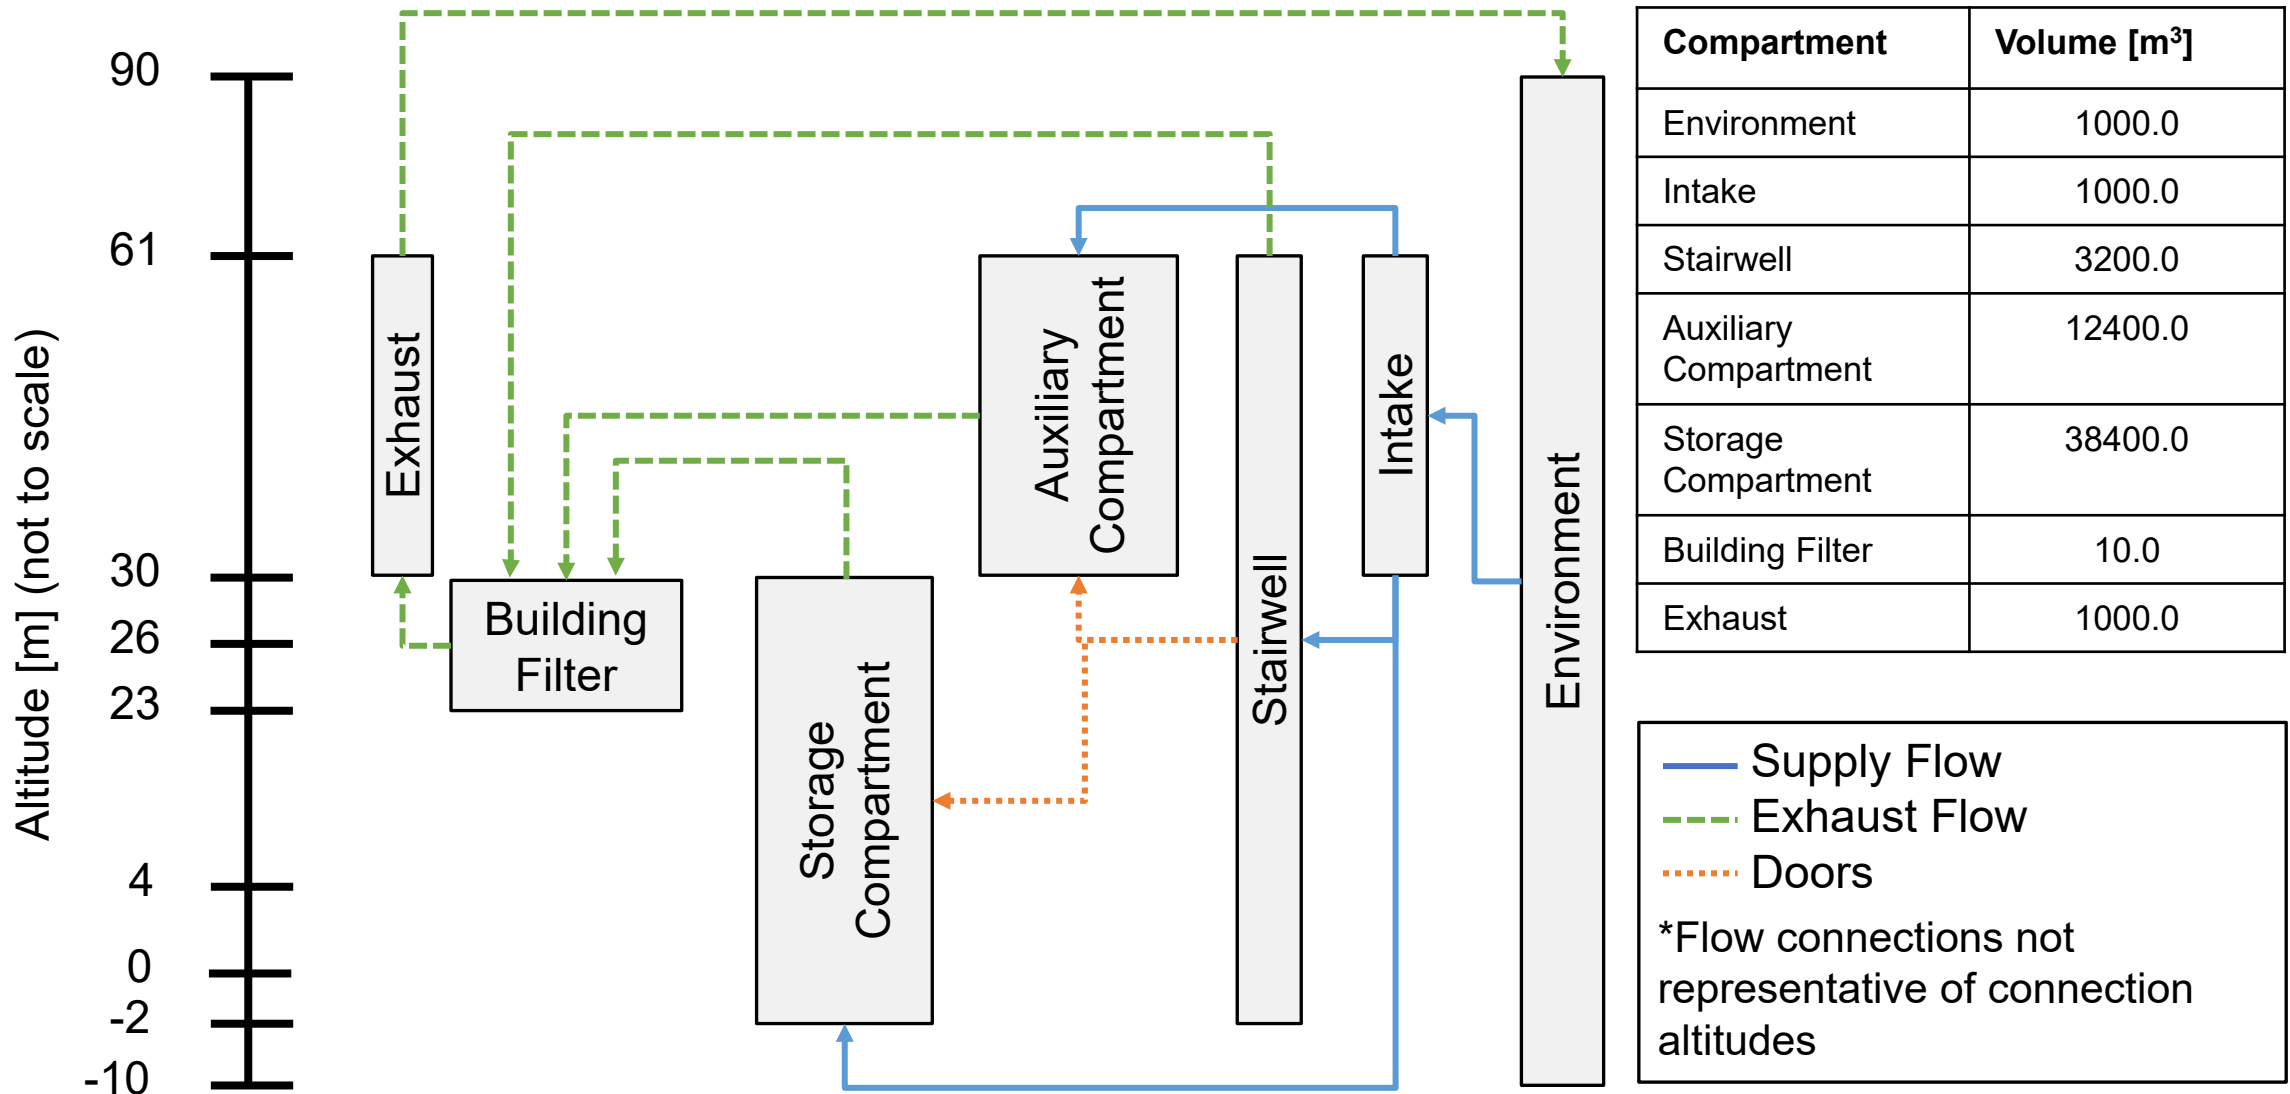 Altitude [m] (not to scale)
90
61
30
26
23
4
0
-2
-10
Exhaust
Building
Filter
Storage
Compartment
Auxiliary
Compartment
Stairwell
Intake
Environment
Compartment Volume [m³]
Environment 1000.0
Intake 1000.0
Stairwell 3200.0
Auxiliary 12400.0
Compartment
Storage 38400.0
Compartment
Building Filter 10.0
Exhaust 1000.0
Supply Flow
Exhaust Flow
Doors
*Flow connections not
representative of connection
altitudes